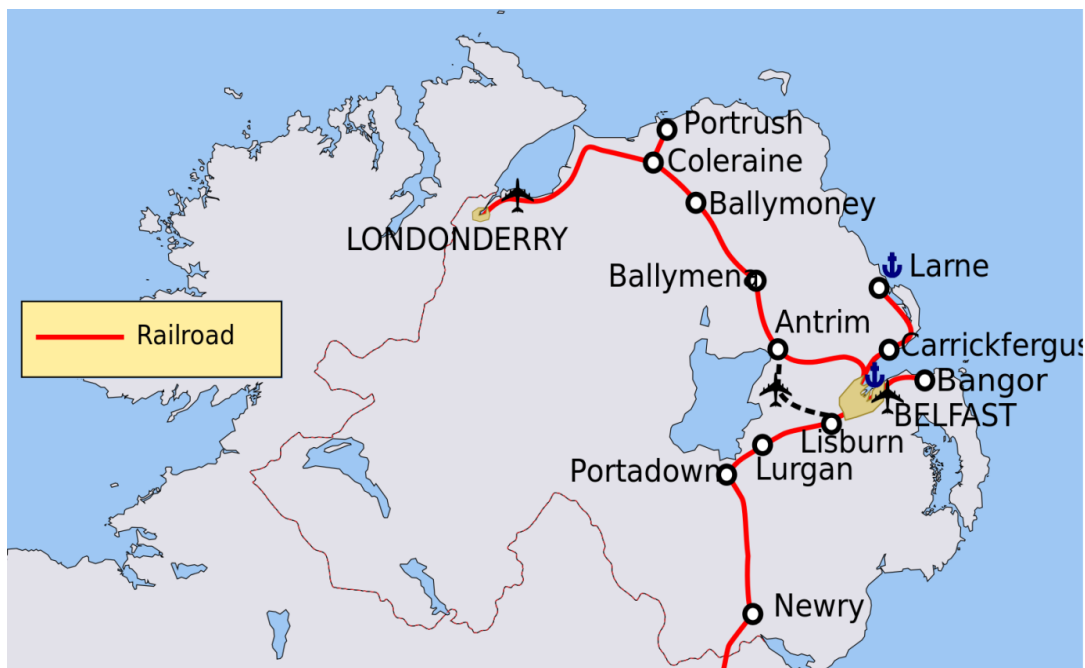 Portrush
Coleraine
Ballymoney
LONDONDERRY
Larne
Ballymena
Railroad
Antrim
Carrickfergus
Bangor
BELFAST
Lisburn
Lurgan
Portadown
Newry